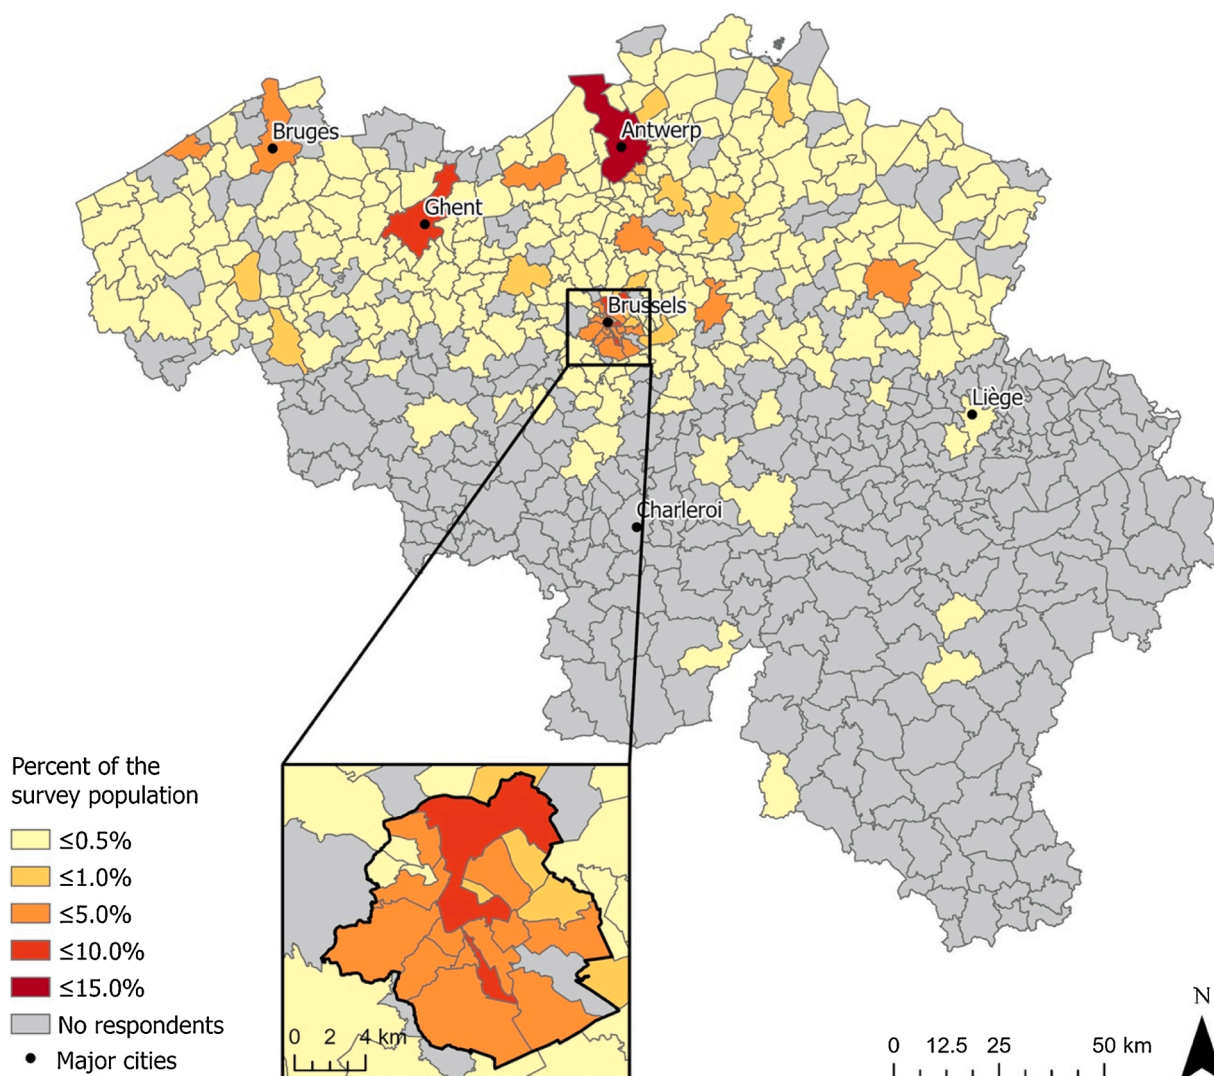 Bruges
Antwerp
Ghent
Brussels
Liège
Charleroi
Percent of the
survey population
≤0.5%
≤1.0%
≤5.0%
≤10.0%
≤15.0%
No respondents
Major cities
0 2 4 km
N
0 12.5 25 50 km